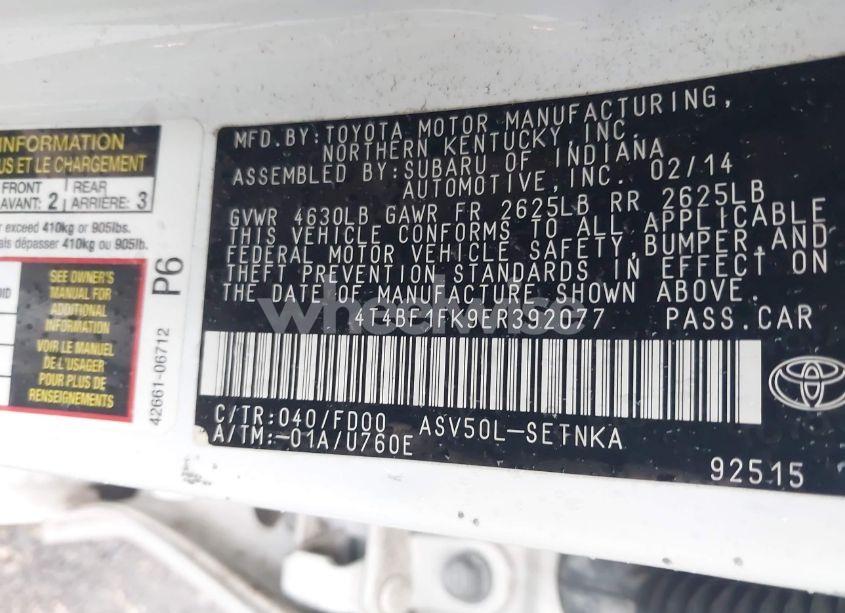 INFORMATION
US ET LE CHARGEMENT
FRONT
AVANT: 2
REAR
ARRIÈRE: 3
exceed 410kg or 905lbs.
dépasser 410kg ou 905lb.
SEE OWNER'S
MANUAL FOR
ADDITIONAL
INFORMATION
VOIR LE MANUEL
DE L'USAGER
POUR PLUS DE
RENSEIGNEMENTS
P6
42661-06712
MFD.BY:TOYOTA MOTOR MANUFACTURING,
NORTHERN KENTUCKY,INC.
ASSEMBLED BY:SUBARU OF INDIANA
AUTOMOTIVE,INC. 02/14
GVWR 4630LB GAWR FR 2625LB RR 2625LB
THIS VEHICLE CONFORMS TO ALL APPLICABLE
FEDERAL MOTOR VEHICLE SAFETY,BUMPER,AND
THEFT PREVENTION STANDARDS IN EFFECT ON
THE DATE OF MANUFACTURE SHOWN ABOVE.
4T4BF1FK9ER392077 PASS.CAR
C/TR:040/FD00 ASV50L-SETNKA
A/TM:-01A/U760E
92515